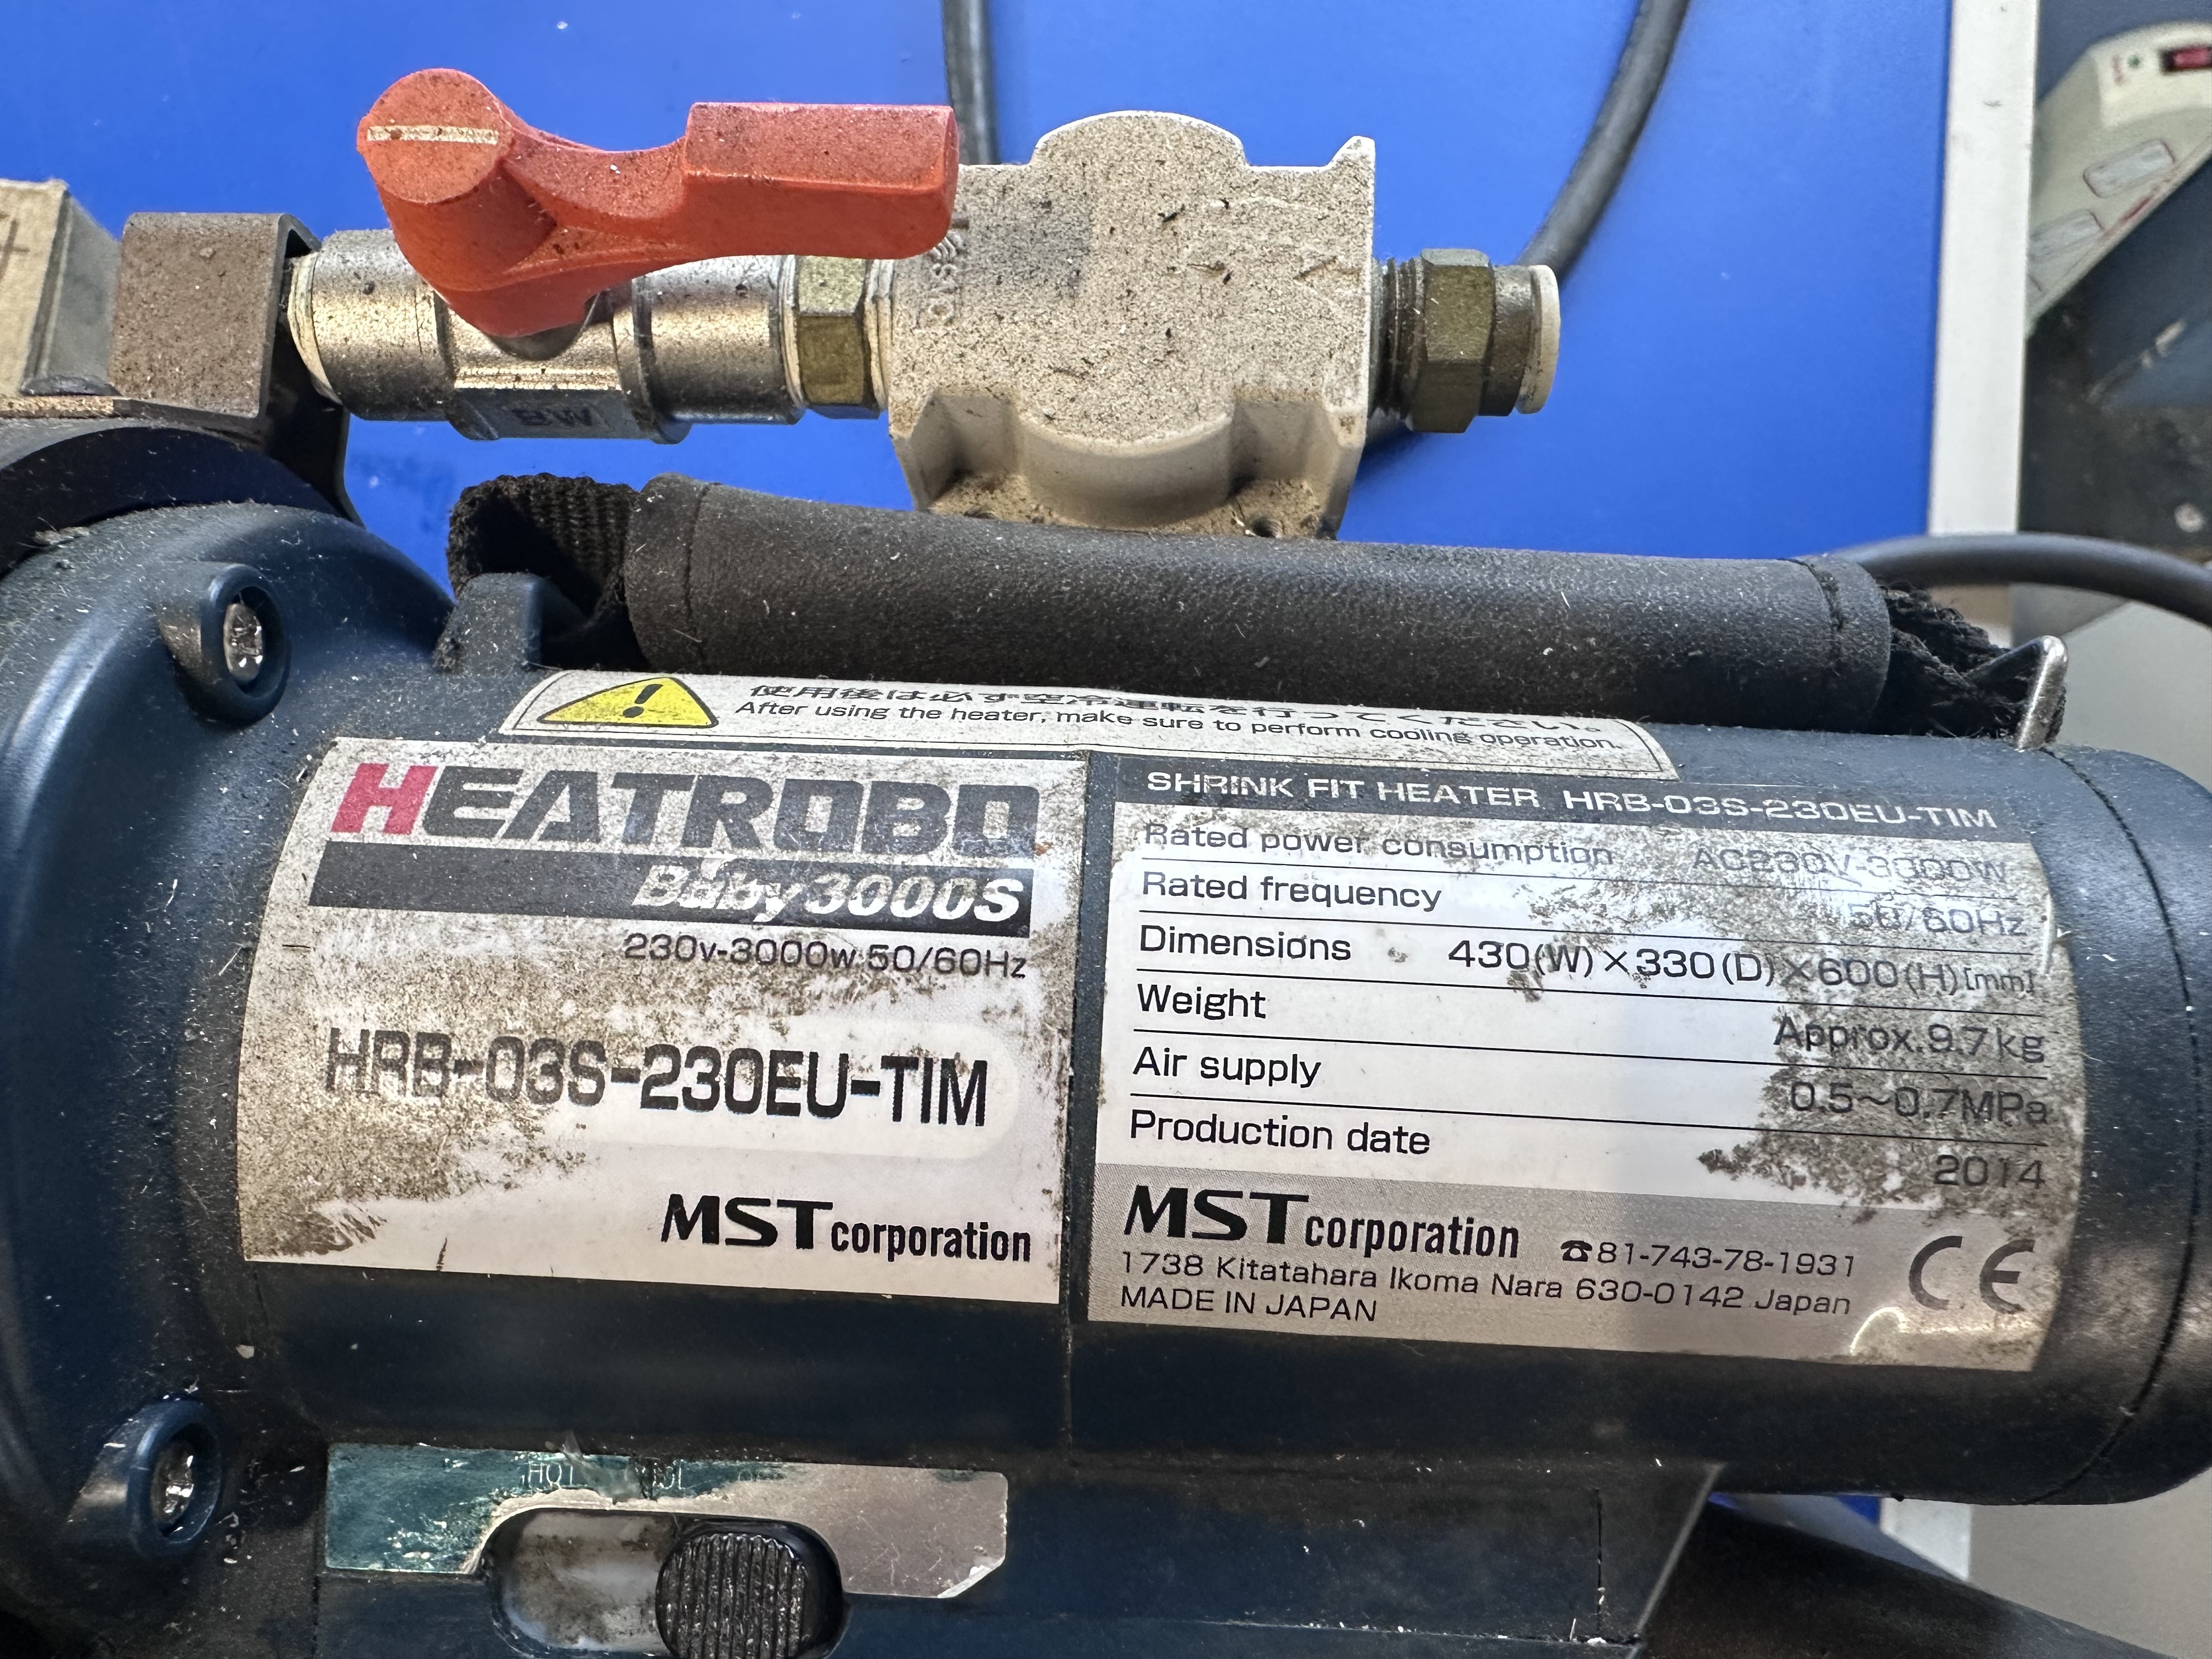 BW
使用後は必ず空冷運転を行ってください。
After using the heater, make sure to perform cooling operation.
HEATROBO
Baby3000S
230v-3000w 50/60Hz
HRB-03S-230EU-TIM
MST corporation
SHRINK FIT HEATER HRB-03S-230EU-TIM
Rated power consumption AC230V-3000W
Rated frequency 50/60Hz
Dimensions 430(W)×330(D)×600(H)[mm]
Weight Approx.9.7kg
Air supply 0.5~0.7MPa
Production date 2014
MST corporation ☎81-743-78-1931
1738 Kitatahara Ikoma Nara 630-0142 Japan
MADE IN JAPAN
CE
HOT